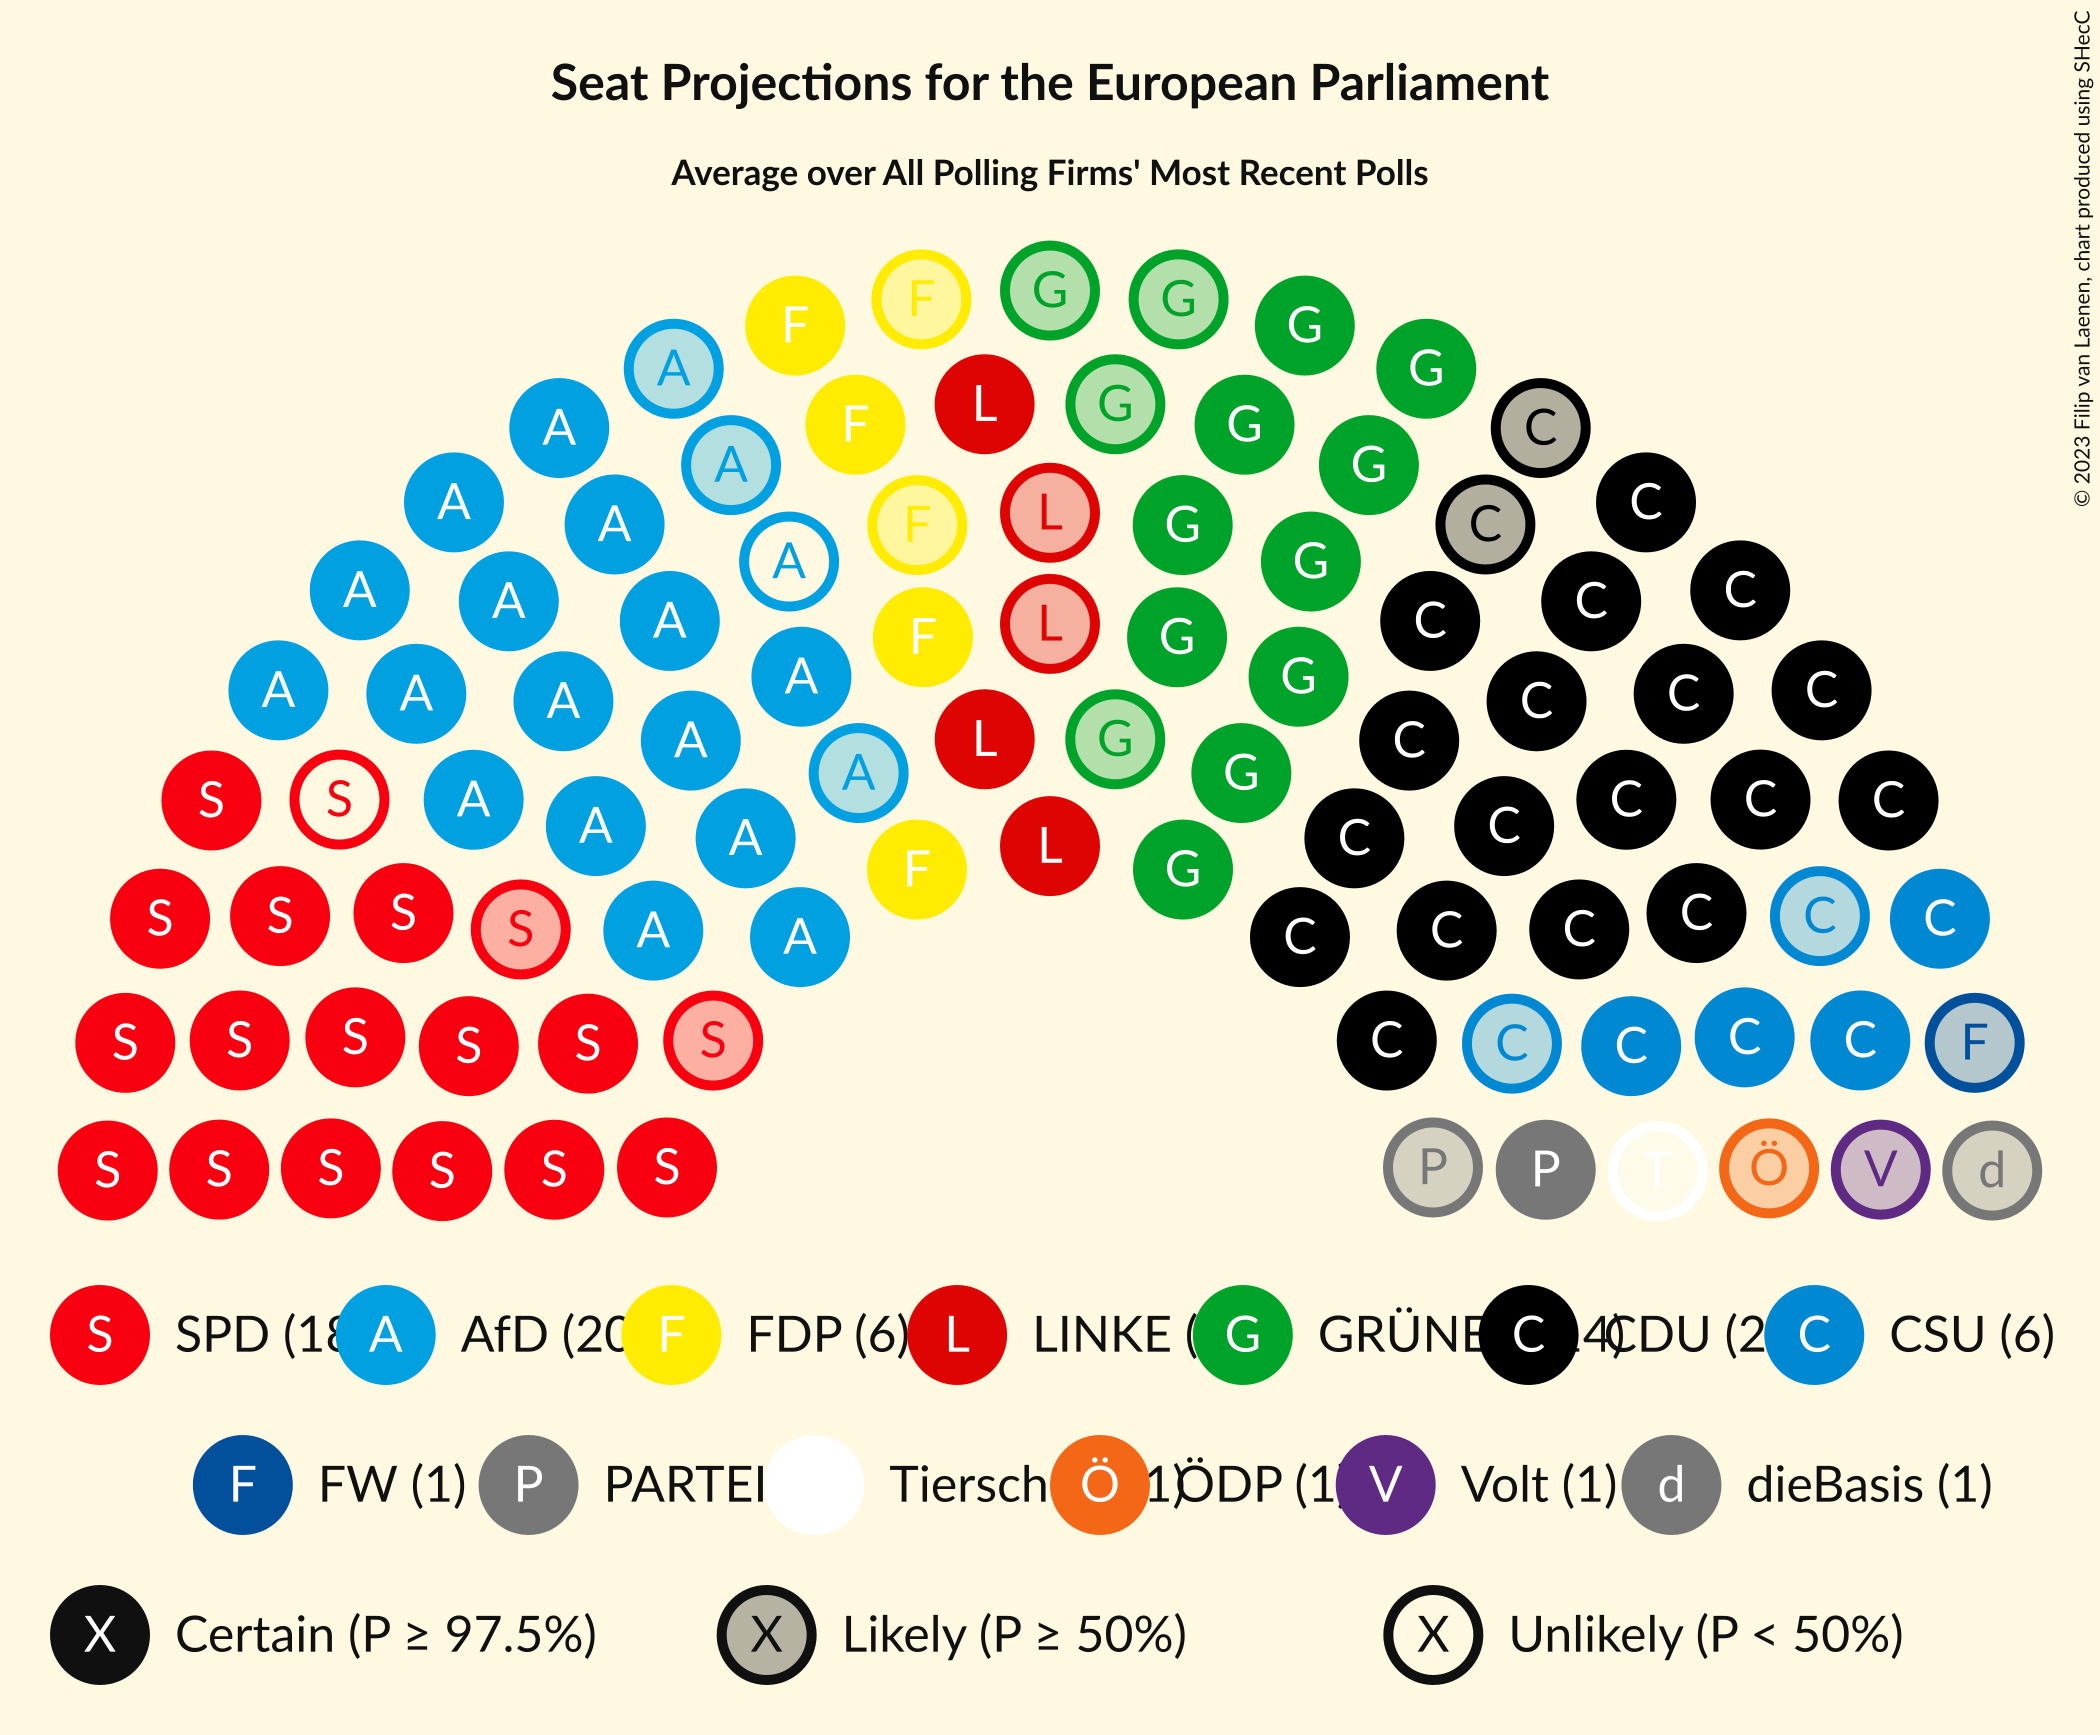 Seat Projections for the European Parliament
Average over All Polling Firms' Most Recent Polls
© 2023 Filip van Laenen, chart produced using SHecC
F G G
A F G G
L G
A F G C
A A G C
A A F L G C C
A G C
A A A F L G C C C
A A A A G G C C C C
A A L G C C
S S A A A A G C C C C C
S S S S A A F L G C C C C C C
S S S S S S C C C C C F
S S S S S S P P T Ö V d
S SPD (18 A AfD (20 F FDP (6) L LINKE ( G GRÜNE C 4) CDU (2 C CSU (6)
F FW (1) P PARTEI Tiersch Ö 1) ÖDP (1 V Volt (1) d dieBasis (1)
X Certain (P ≥ 97.5%) X Likely (P ≥ 50%) X Unlikely (P < 50%)